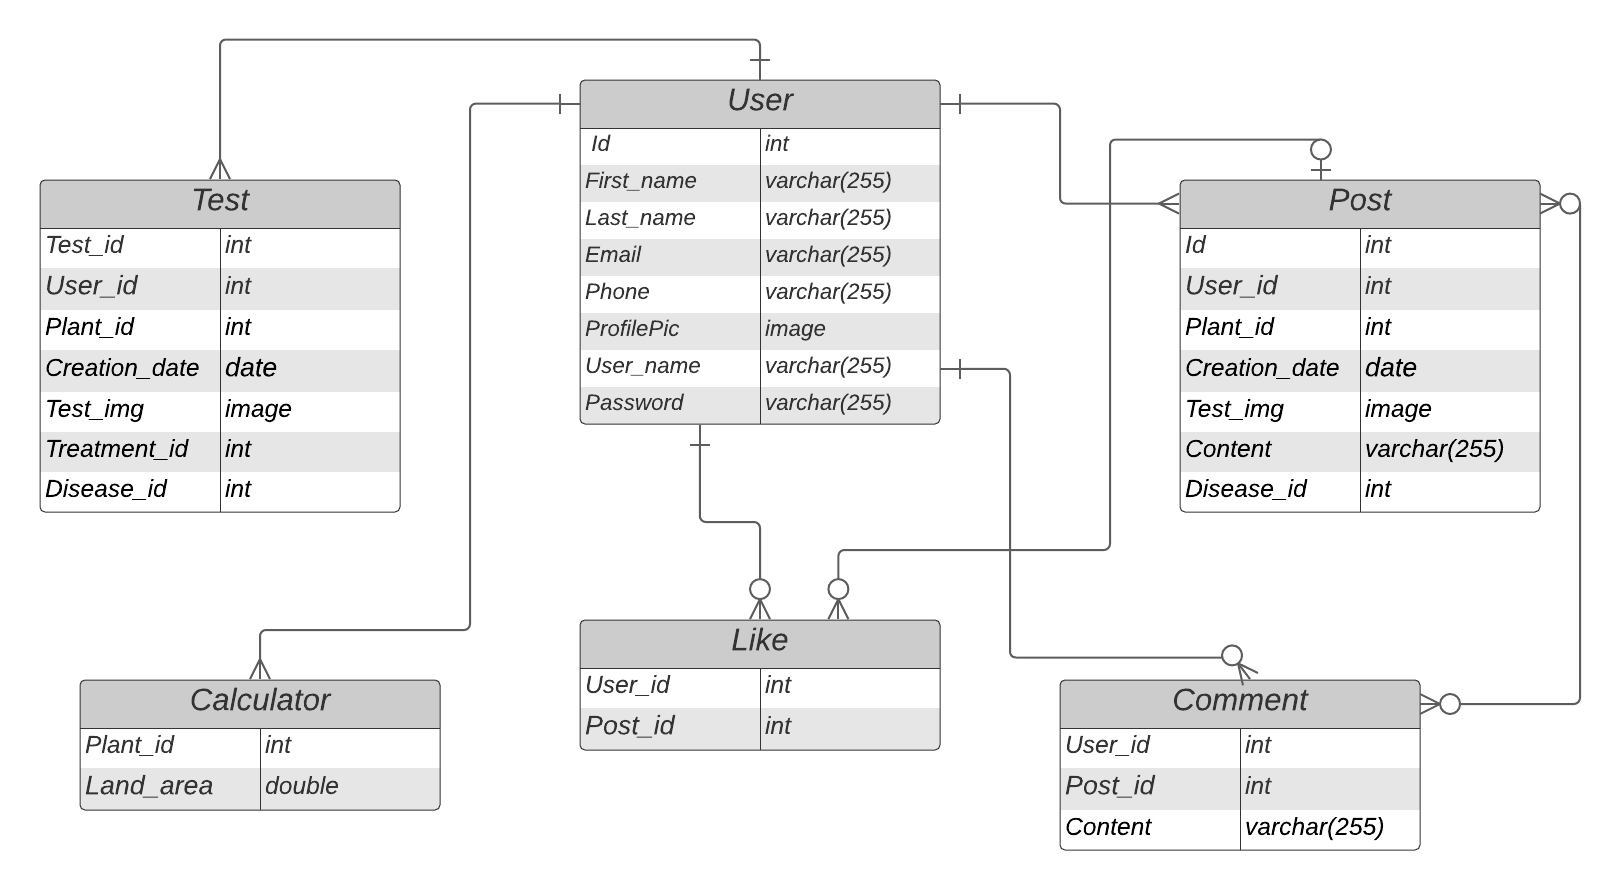 User
Id int
First_name varchar(255)
Last_name varchar(255)
Email varchar(255)
Phone varchar(255)
ProfilePic image
User_name varchar(255)
Password varchar(255)
Test
Test_id int
User_id int
Plant_id int
Creation_date date
Test_img image
Treatment_id int
Disease_id int
Post
Id int
User_id int
Plant_id int
Creation_date date
Test_img image
Content varchar(255)
Disease_id int
Calculator
Plant_id int
Land_area double
Like
User_id int
Post_id int
Comment
User_id int
Post_id int
Content varchar(255)